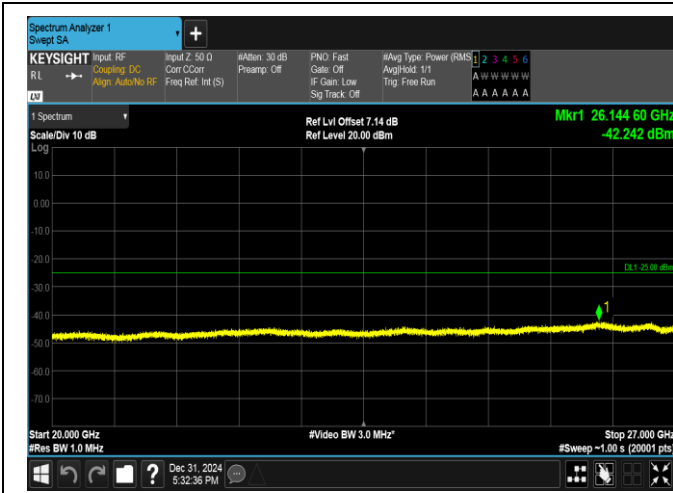 Spectrum Analyzer 1
Swept SA
+
KEYSIGHT
RL
LXI
Input: RF
Coupling: DC
Align: Auto/No RF
Input Z: 50 Ω
Corr CCorr
Freq Ref: Int (S)
#Atten: 30 dB
Preamp: Off
PNO: Fast
Gate: Off
IF Gain: Low
Sig Track: Off
#Avg Type: Power (RMS
Avg|Hold: 1/1
Trig: Free Run
1 2 3 4 5 6
A W W W W W
A A A A A A
1 Spectrum
Scale/Div 10 dB
Log
Ref Lvl Offset 7.14 dB
Ref Level 20.00 dBm
Mkr1 26.144 60 GHz
-42.242 dBm
10.0
0.00
-10.0
-20.0
DL1 -25.00 dBm
-30.0
1
-40.0
-50.0
-60.0
-70.0
Start 20.000 GHz
#Video BW 3.0 MHz*
Stop 27.000 GHz
#Res BW 1.0 MHz
#Sweep ~1.00 s (20001 pts)
?
Dec 31, 2024
5:32:36 PM